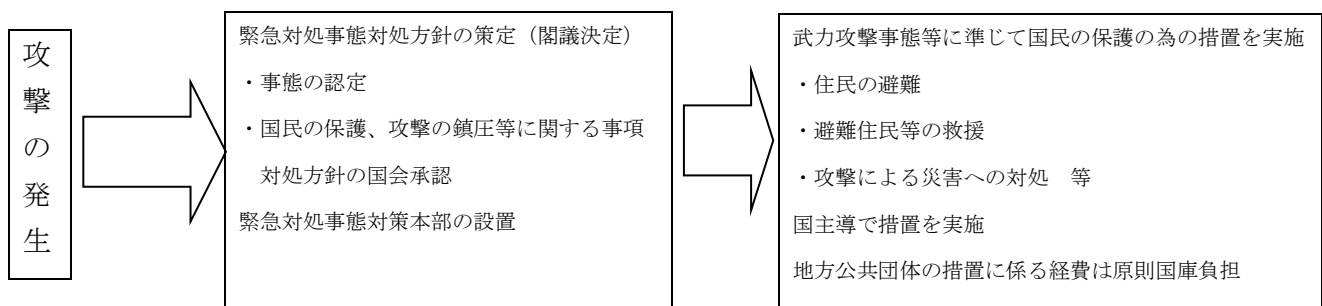 攻撃の発生
緊急対処事態対処方針の策定（閣議決定）
・事態の認定
・国民の保護、攻撃の鎮圧等に関する事項
対処方針の国会承認
緊急対処事態対策本部の設置
武力攻撃事態等に準じて国民の保護の為の措置を実施
・住民の避難
・避難住民等の救援
・攻撃による災害への対処　等
国主導で措置を実施
地方公共団体の措置に係る経費は原則国庫負担